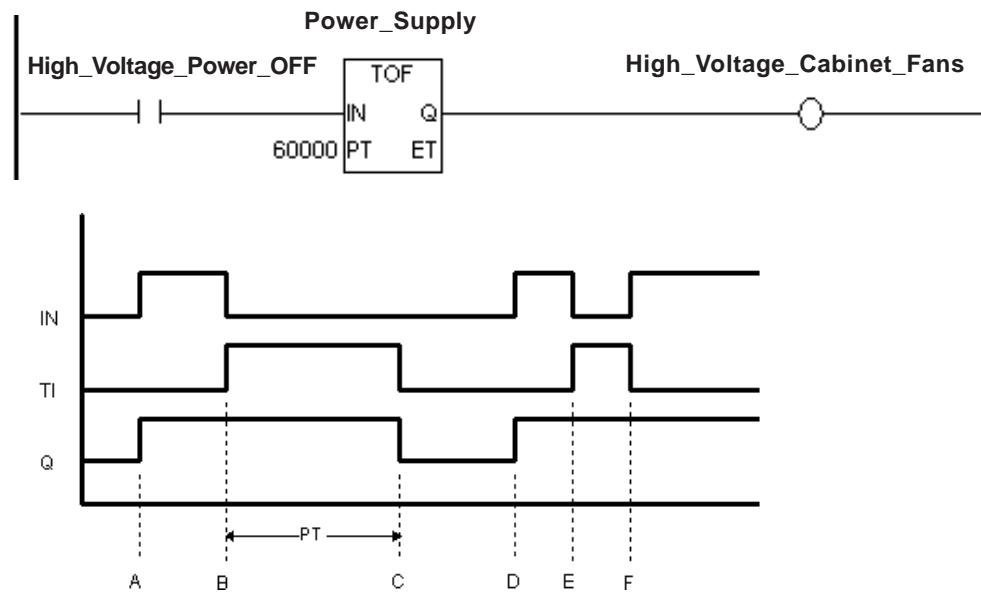 Power_Supply
High_Voltage_Power_OFF
High_Voltage_Cabinet_Fans
TOF
IN Q
60000 PT ET
IN
TI
Q
PT
A B C D E F